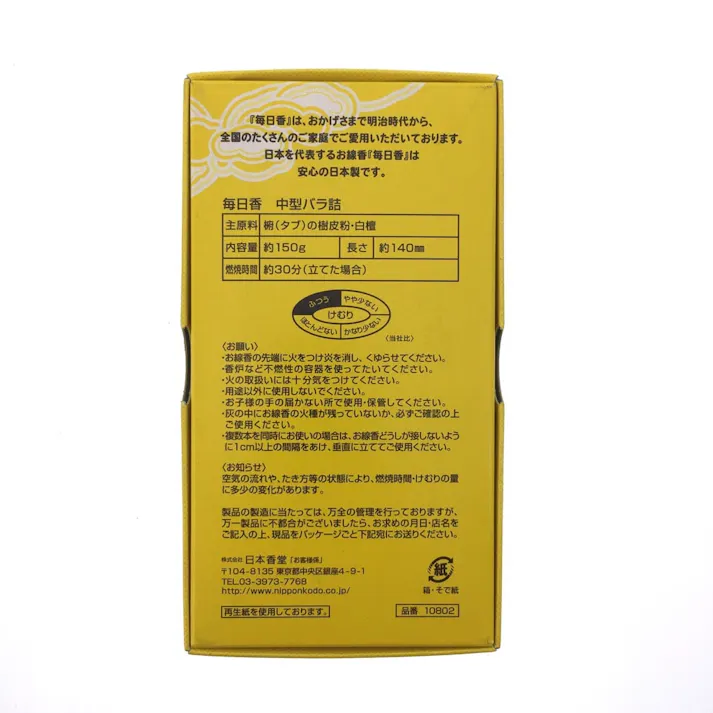 『毎日香』は、おかげさまで明治時代から、
全国のたくさんのご家庭でご愛用いただいております。
日本を代表するお線香『毎日香』は
安心の日本製です。
毎日香 中型バラ詰
主原料 椨(タブ)の樹皮粉・白檀
内容量 約150g 長さ 約140㎜
燃焼時間 約30分(立てた場合)
ふつう やや少ない
けむり
ほとんどない かなり少ない
〈当社比〉
〈お願い〉
・お線香の先端に火をつけ炎を消し、くゆらせてください。
・香炉など不燃性の容器を使ってたいてください。
・火の取扱いには十分気をつけてください。
・用途以外に使用しないでください。
・お子様の手の届かない所で使用・保管してください。
・灰の中にお線香の火種が残っていないか、必ずご確認の上
ご使用ください。
・複数本を同時にお使いの場合は、お線香どうしが接しないよう
に1cm以上の間隔をあけ、垂直に立ててご使用ください。
〈お知らせ〉
空気の流れや、たき方等の状態により、燃焼時間・けむりの量
に多少の変化があります。
製品の製造に当たっては、万全の管理を行っておりますが、
万一製品に不都合がございましたら、お求めの月日・店名を
ご記入の上、現品をパッケージごと下記宛にお送りください。
株式会社 日本香堂 「お客様係」
〒104-8135 東京都中央区銀座4-9-1
TEL.03-3973-7768
http://www.nipponkodo.co.jp/
紙
箱・そで紙
再生紙を使用しております。
品番 10802